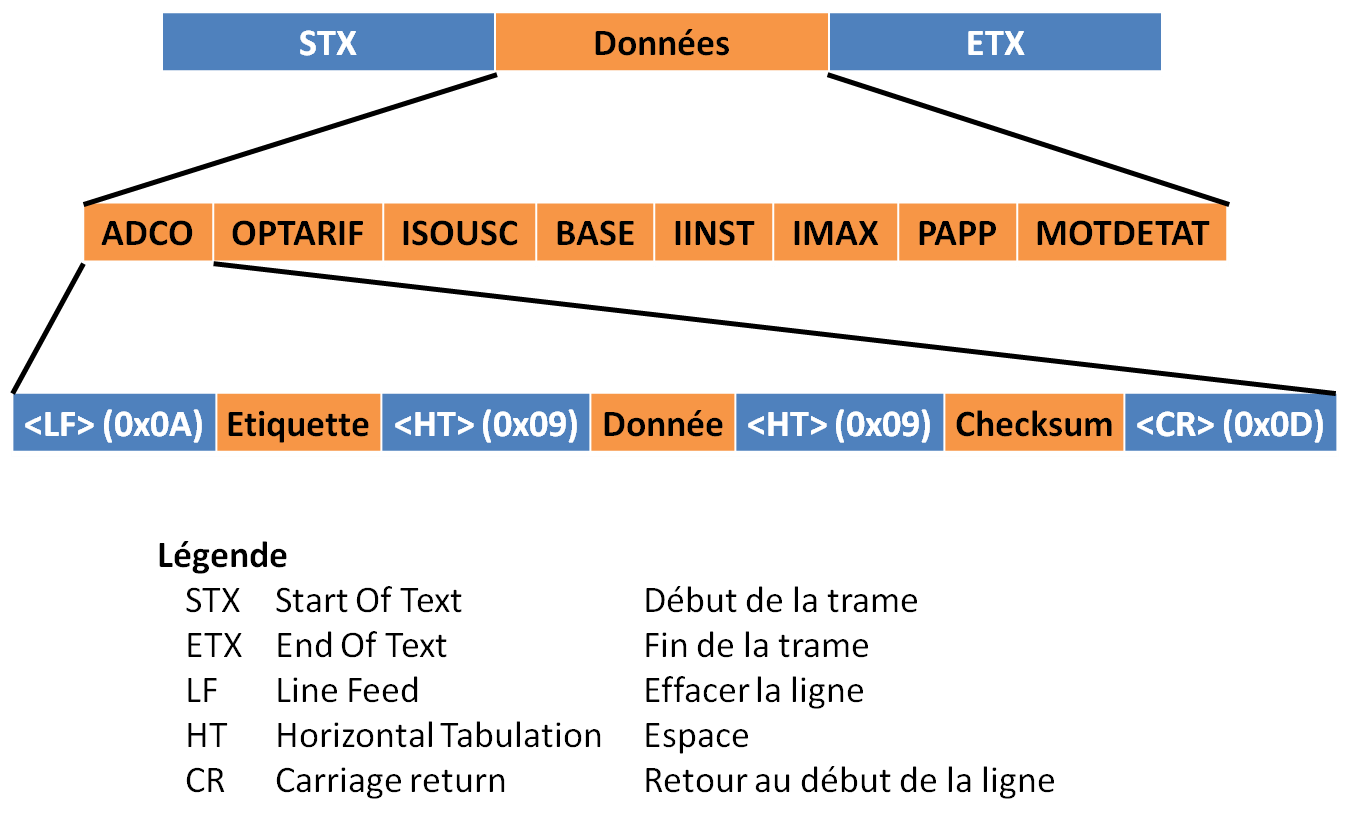 STX Données ETX
ADCO OPTARIF ISOUSC BASE IINST IMAX PAPP MOTDETAT
<LF> (0x0A) Etiquette <HT> (0x09) Donnée <HT> (0x09) Checksum <CR> (0x0D)
Légende
STX Start Of Text Début de la trame
ETX End Of Text Fin de la trame
LF Line Feed Effacer la ligne
HT Horizontal Tabulation Espace
CR Carriage return Retour au début de la ligne